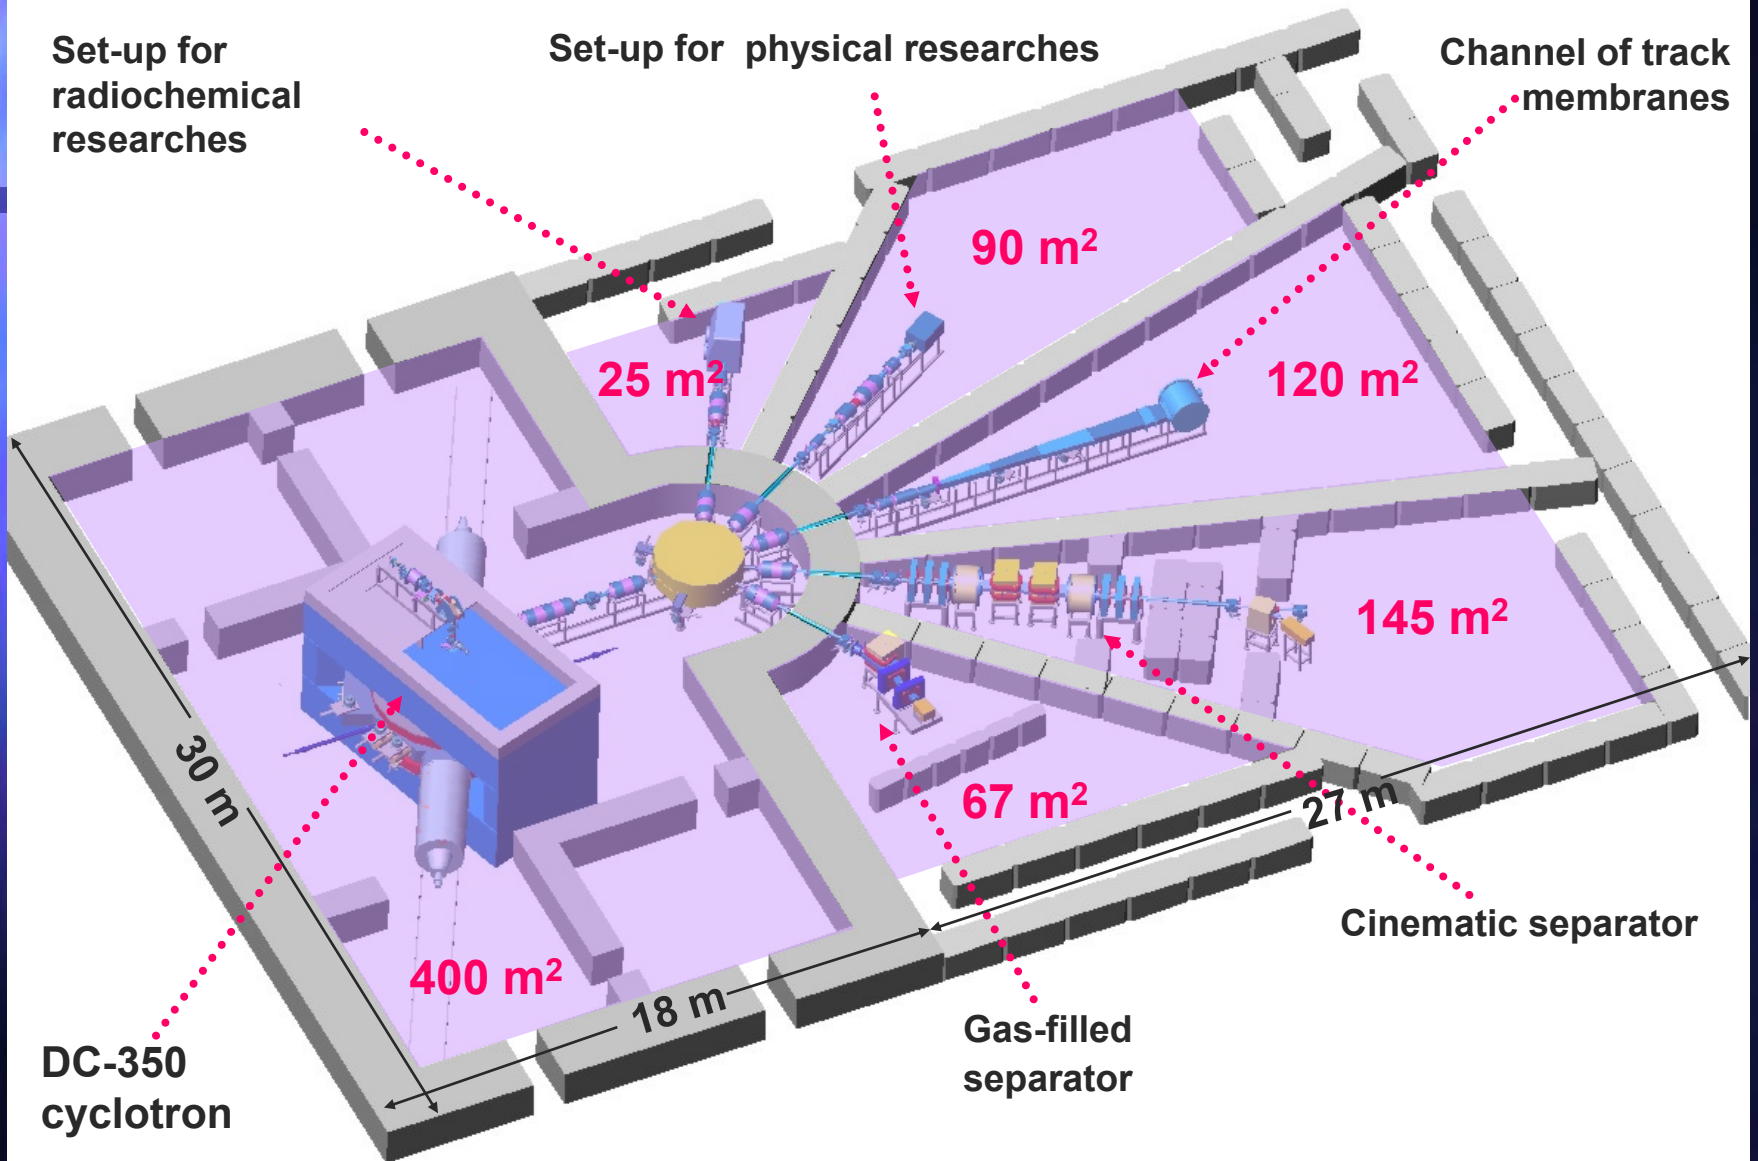 Set-up for
radiochemical
researches
Set-up for physical researches
Channel of track
membranes
90 m²
25 m²
120 m²
145 m²
67 m²
400 m²
30 m
18 m
27 m
Cinematic separator
Gas-filled
separator
DC-350
cyclotron